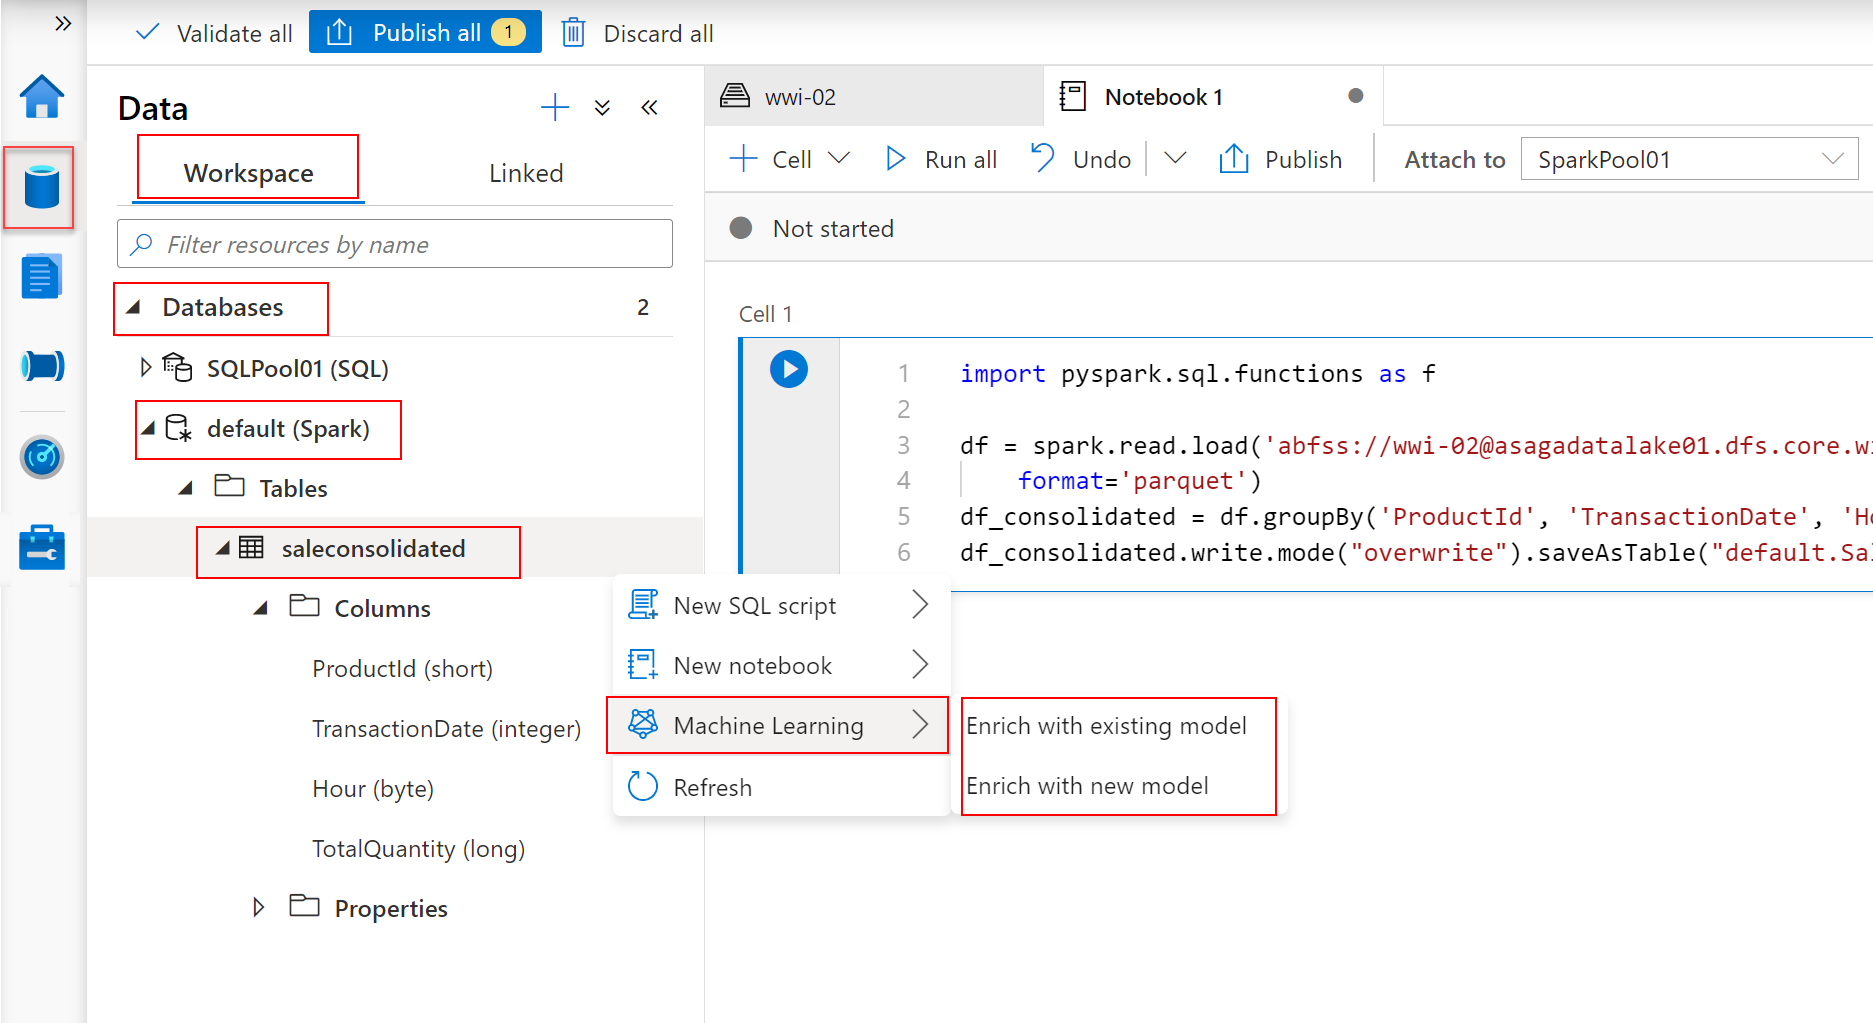 Validate all
Publish all 1
Discard all
Data
Workspace
Linked
Filter resources by name
Databases 2
SQLPool01 (SQL)
default (Spark)
Tables
saleconsolidated
Columns
ProductId (short)
TransactionDate (integer)
Hour (byte)
TotalQuantity (long)
Properties
New SQL script
New notebook
Machine Learning
Refresh
Enrich with existing model
Enrich with new model
wwi-02
Notebook 1
Cell
Run all
Undo
Publish
Attach to
SparkPool01
Not started
Cell 1
1 import pyspark.sql.functions as f
2
3 df = spark.read.load('abfss://wwi-02@asagadatalake01.dfs.core.wi
4 format='parquet')
5 df_consolidated = df.groupBy('ProductId', 'TransactionDate', 'Ho
6 df_consolidated.write.mode("overwrite").saveAsTable("default.Sal